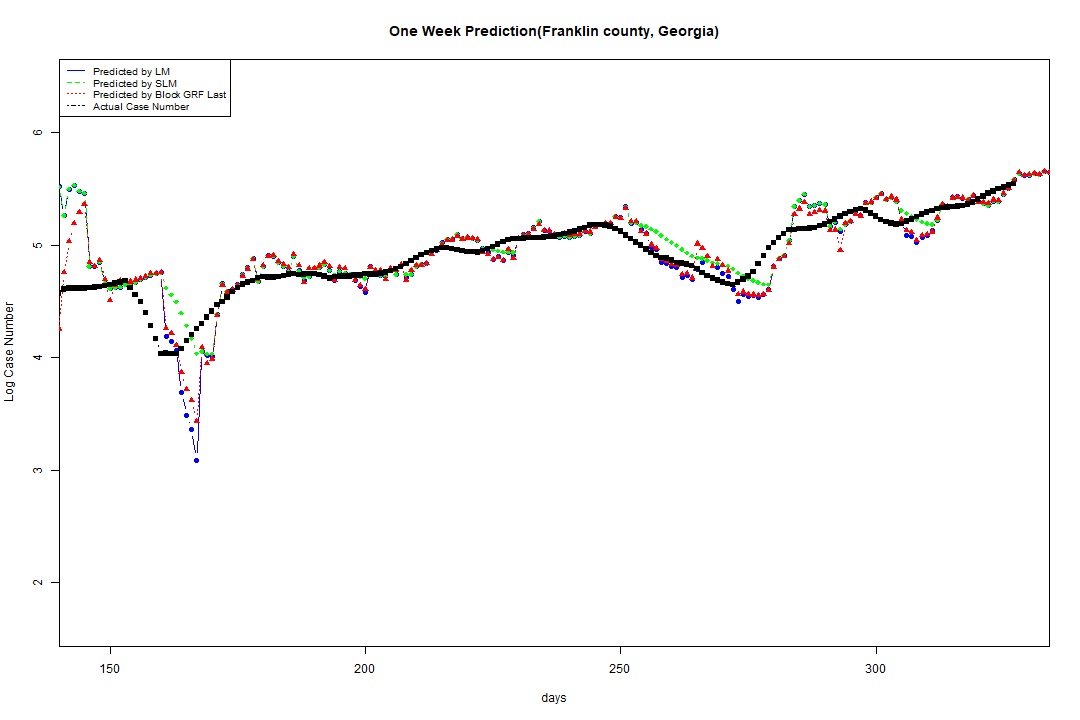 One Week Prediction(Franklin county, Georgia)
Predicted by LM
Predicted by SLM
Predicted by Block GRF Last
Actual Case Number
6
5
4
3
2
Log Case Number
150 200 250 300
days